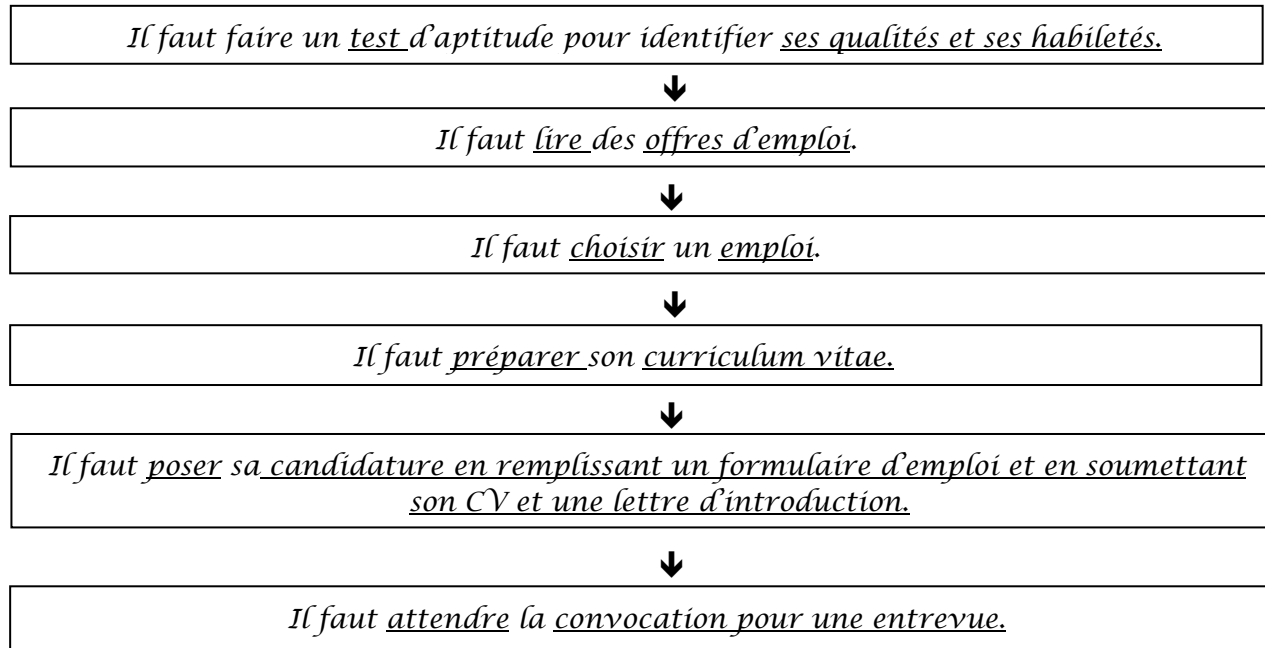 Il faut faire un test d’aptitude pour identifier ses qualités et ses habiletés.
Il faut lire des offres d’emploi.
Il faut choisir un emploi.
Il faut préparer son curriculum vitae.
Il faut poser sa candidature en remplissant un formulaire d’emploi et en soumettant
son CV et une lettre d’introduction.
Il faut attendre la convocation pour une entrevue.